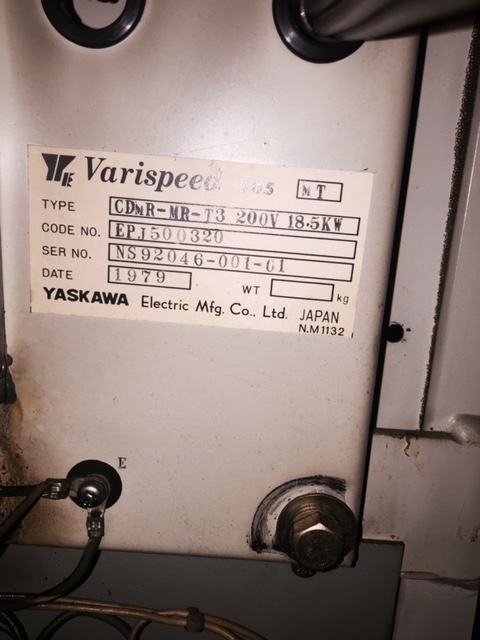 Varispeed MT
TYPE CDMR-MR-T3 200V 18.5KW
CODE NO. EPJ500320
SER NO. NS92046-001-01
DATE 1979 WT kg
YASKAWA Electric Mfg. Co., Ltd. JAPAN
N.M1132
E